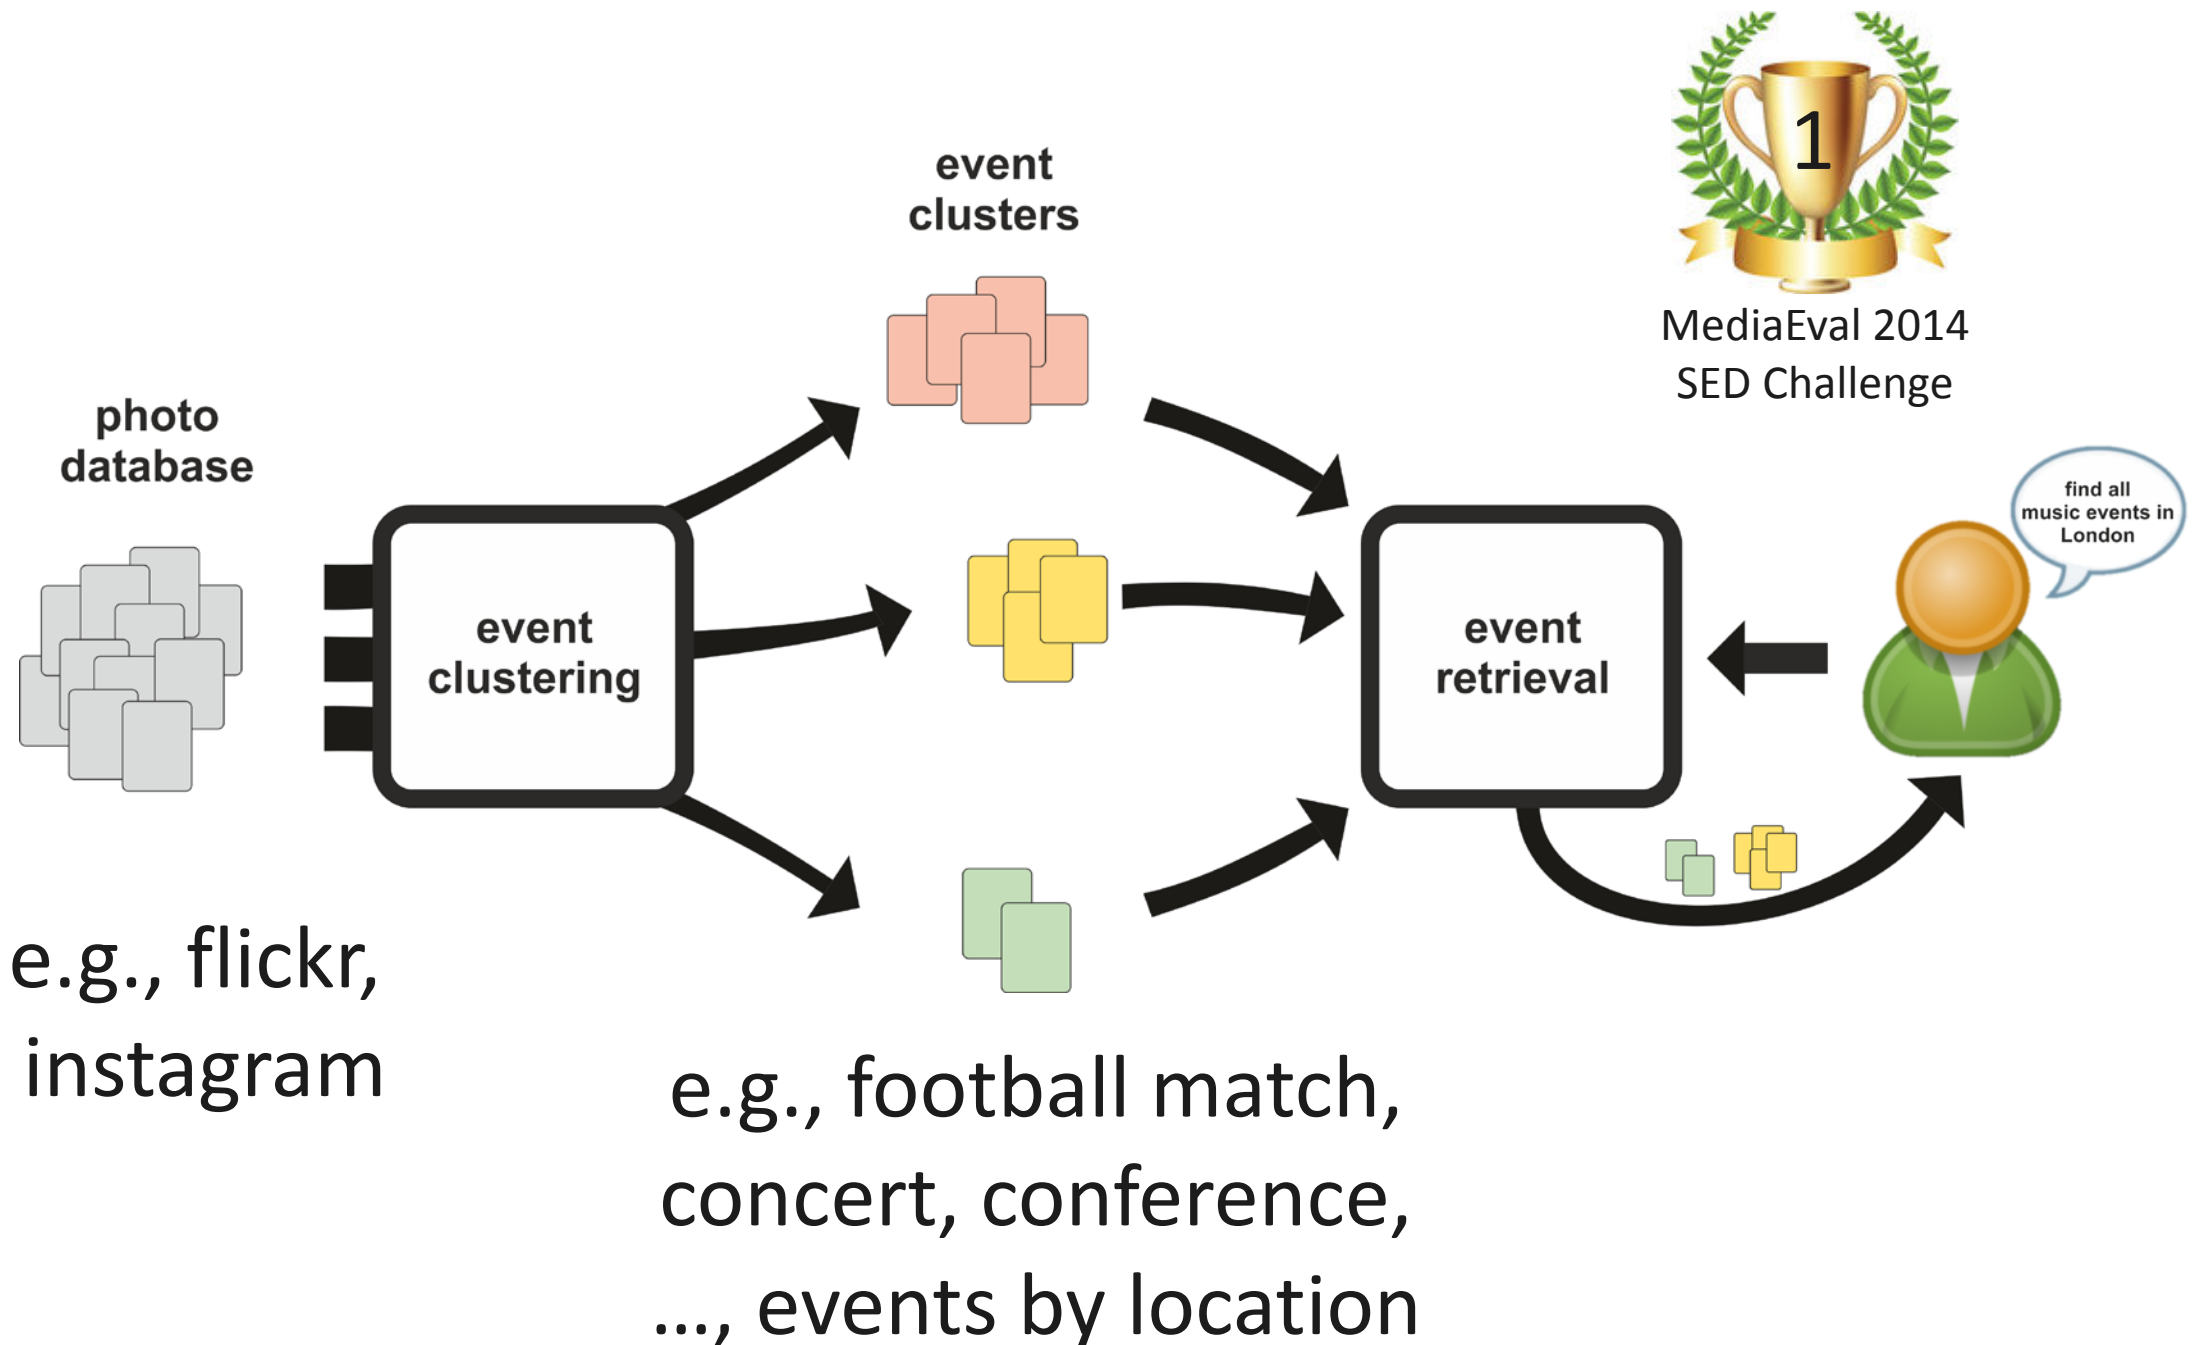 photo
database
e.g., flickr,
instagram
event
clustering
event
clusters
e.g., football match,
concert, conference,
..., events by location
event
retrieval
1
MediaEval 2014
SED Challenge
find all
music events in
London